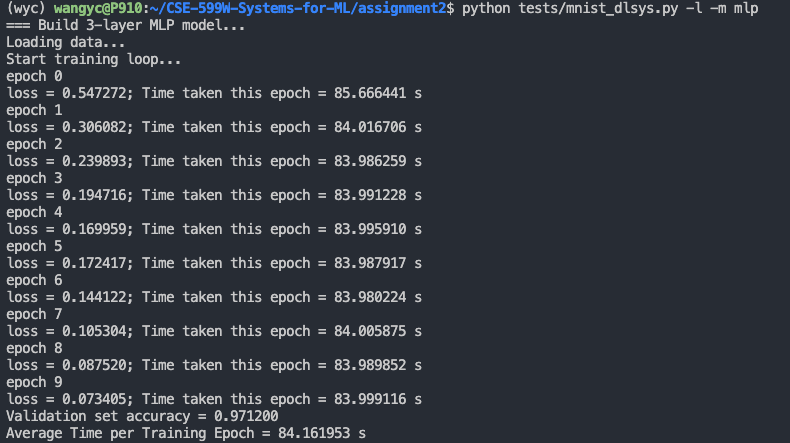 (wyc) wangyc@P910:~/CSE-599W-Systems-for-ML/assignment2$ python tests/mnist_dlsys.py -l -m mlp
=== Build 3-layer MLP model...
Loading data...
Start training loop...
epoch 0
loss = 0.547272; Time taken this epoch = 85.666441 s
epoch 1
loss = 0.306082; Time taken this epoch = 84.016706 s
epoch 2
loss = 0.239893; Time taken this epoch = 83.986259 s
epoch 3
loss = 0.194716; Time taken this epoch = 83.991228 s
epoch 4
loss = 0.169959; Time taken this epoch = 83.995910 s
epoch 5
loss = 0.172417; Time taken this epoch = 83.987917 s
epoch 6
loss = 0.144122; Time taken this epoch = 83.980224 s
epoch 7
loss = 0.105304; Time taken this epoch = 84.005875 s
epoch 8
loss = 0.087520; Time taken this epoch = 83.989852 s
epoch 9
loss = 0.073405; Time taken this epoch = 83.999116 s
Validation set accuracy = 0.971200
Average Time per Training Epoch = 84.161953 s